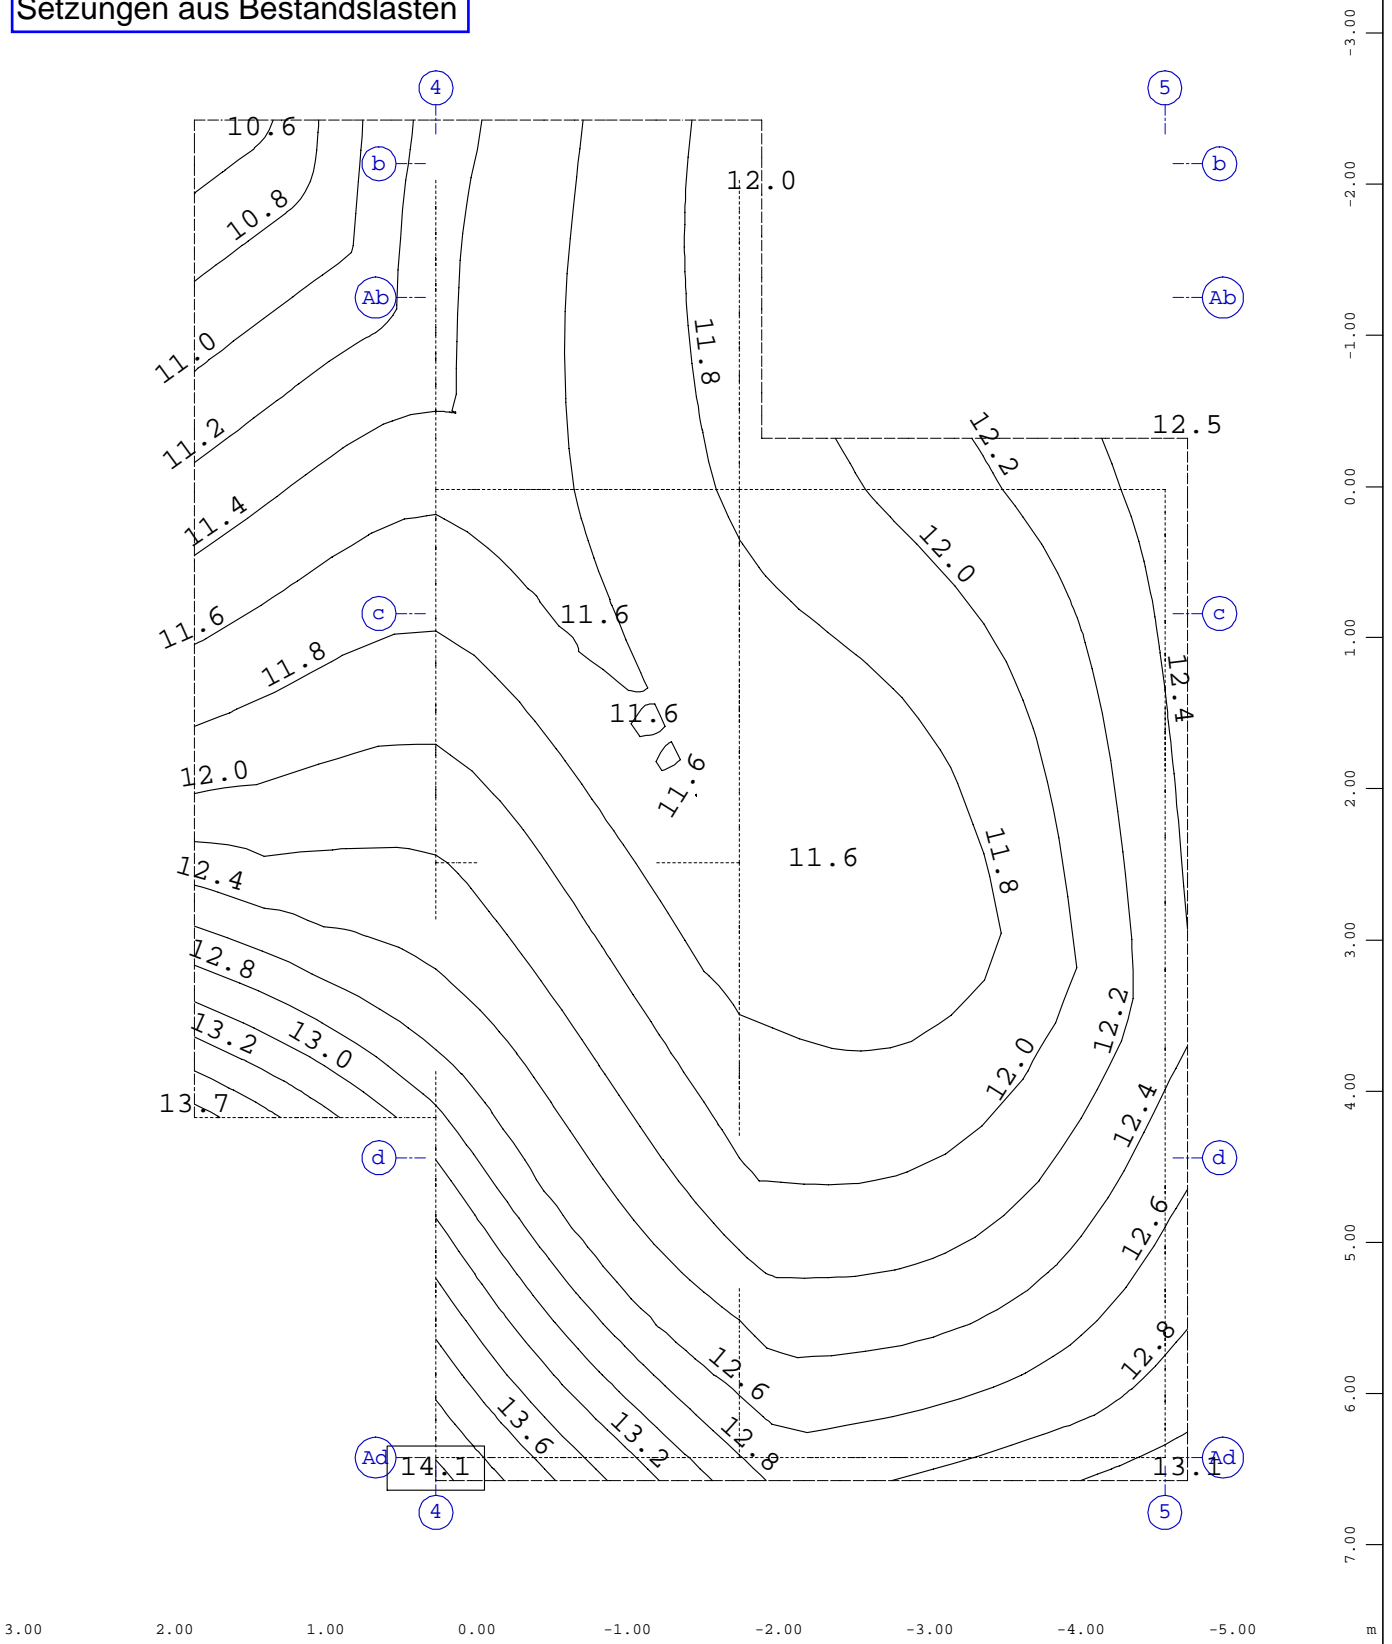 Setzungen aus Bestandslasten
-3.00
4 5
10.6
b b
12.0 -2.00
10.8
Ab Ab
11.0 11.8 -1.00
11.2 12.2 12.5
11.4 12.0 0.00
11.6 c 11.6 c
11.8 12.4 1.00
11.6
12.0 11.6 2.00
12.4 11.6 11.8
12.8 3.00
13.2 13.0 12.0 12.2
13.7 12.4 4.00
d d
12.6 5.00
12.6 12.8
13.6 13.2 12.8 6.00
Ad 14.1 13.1 Ad
4 5
7.00
3.00 2.00 1.00 0.00 -1.00 -2.00 -3.00 -4.00 -5.00 m